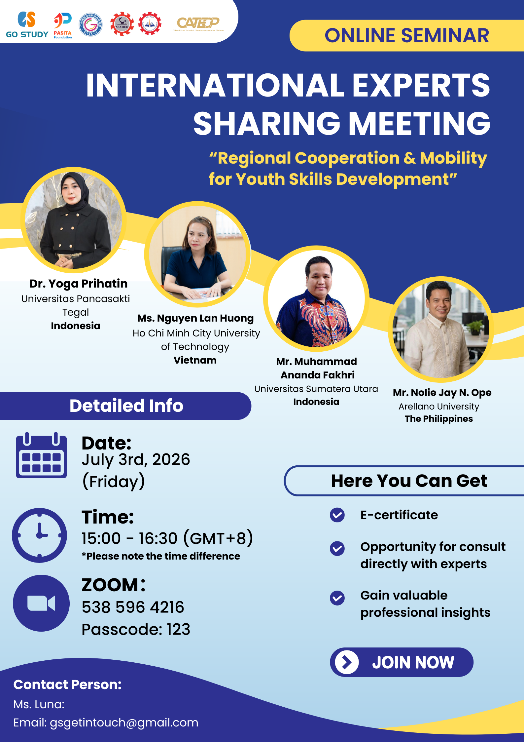 GO STUDY
PASITA
Foundation
CATECP
ONLINE SEMINAR
INTERNATIONAL EXPERTS
SHARING MEETING
“Regional Cooperation & Mobility
for Youth Skills Development”
Dr. Yoga Prihatin
Universitas Pancasakti
Tegal
Indonesia
Ms. Nguyen Lan Huong
Ho Chi Minh City University
of Technology
Vietnam
Mr. Muhammad
Ananda Fakhri
Universitas Sumatera Utara
Indonesia
Mr. Nolie Jay N. Ope
Arellano University
The Philippines
Detailed Info
Date:
July 3rd, 2026
(Friday)
Time:
15:00 - 16:30 (GMT+8)
*Please note the time difference
ZOOM:
538 596 4216
Passcode: 123
Here You Can Get
E-certificate
Opportunity for consult
directly with experts
Gain valuable
professional insights
JOIN NOW
Contact Person:
Ms. Luna:
Email: gsgetintouch@gmail.com